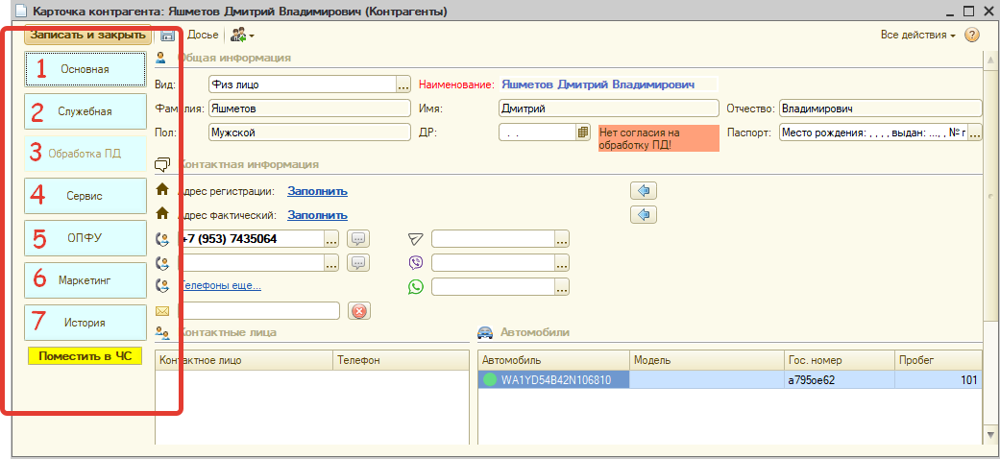 Карточка контрагента: Яшметов Дмитрий Владимирович (Контрагенты)
Записать и закрыть Досье Все действия
1 Основная
2 Служебная
3 Обработка ПД
4 Сервис
5 ОПФУ
6 Маркетинг
7 История
Поместить в ЧС
Общая информация
Вид: Физ лицо ... Наименование: Яшметов Дмитрий Владимирович
Фамилия: Яшметов Имя: Дмитрий Отчество: Владимирович
Пол: Мужской ДР: . . Нет согласия на
обработку ПД!
Паспорт: Место рождения: , , , , выдан: ..., , № г ...
Контактная информация
Адрес регистрации: Заполнить
Адрес фактический: Заполнить
+7 (953) 7435064 ... ...
... ...
Телефоны еще... ...
Контактные лица
Контактное лицо Телефон
Автомобили
Автомобиль Модель Гос. номер Пробег
WA1YD54B42N106810 а795ое62 101